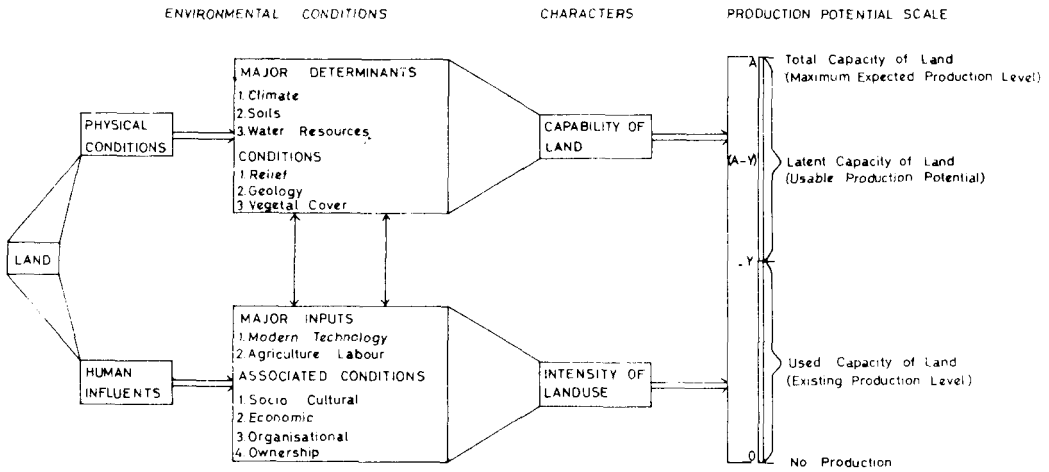 ENVIRONMENTAL CONDITIONS
CHARACTERS
PRODUCTION POTENTIAL SCALE
LAND
PHYSICAL
CONDITIONS
HUMAN
INFLUENTS
MAJOR DETERMINANTS
1. Climate
2. Soils
3. Water Resources
CONDITIONS
1. Relief
2. Geology
3 Vegetal Cover
MAJOR INPUTS
1. Modern Technology
2. Agriculture Labour
ASSOCIATED CONDITIONS
1. Socio Cultural
2. Economic
3. Organisational
4. Ownership
CAPABILITY OF
LAND
INTENSITY OF
LANDUSE
A
(A-Y)
Y
0
Total Capacity of Land
(Maximum Expected Production Level)
Latent Capacity of Land
(Usable Production Potential)
Used Capacity of Land
(Existing Production Level)
No Production